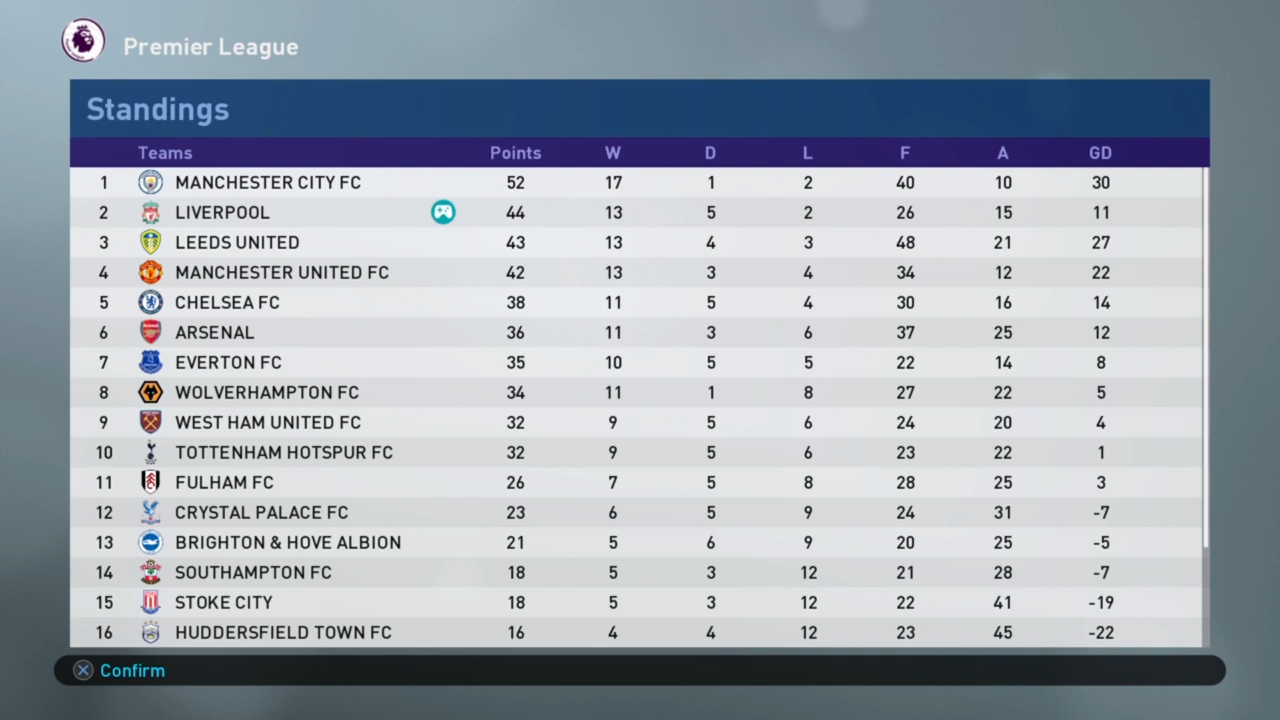 Premier League
Standings
Teams Points W D L F A GD
1 MANCHESTER CITY FC 52 17 1 2 40 10 30
2 LIVERPOOL 44 13 5 2 26 15 11
3 LEEDS UNITED 43 13 4 3 48 21 27
4 MANCHESTER UNITED FC 42 13 3 4 34 12 22
5 CHELSEA FC 38 11 5 4 30 16 14
6 ARSENAL 36 11 3 6 37 25 12
7 EVERTON FC 35 10 5 5 22 14 8
8 WOLVERHAMPTON FC 34 11 1 8 27 22 5
9 WEST HAM UNITED FC 32 9 5 6 24 20 4
10 TOTTENHAM HOTSPUR FC 32 9 5 6 23 22 1
11 FULHAM FC 26 7 5 8 28 25 3
12 CRYSTAL PALACE FC 23 6 5 9 24 31 -7
13 BRIGHTON & HOVE ALBION 21 5 6 9 20 25 -5
14 SOUTHAMPTON FC 18 5 3 12 21 28 -7
15 STOKE CITY 18 5 3 12 22 41 -19
16 HUDDERSFIELD TOWN FC 16 4 4 12 23 45 -22
Confirm